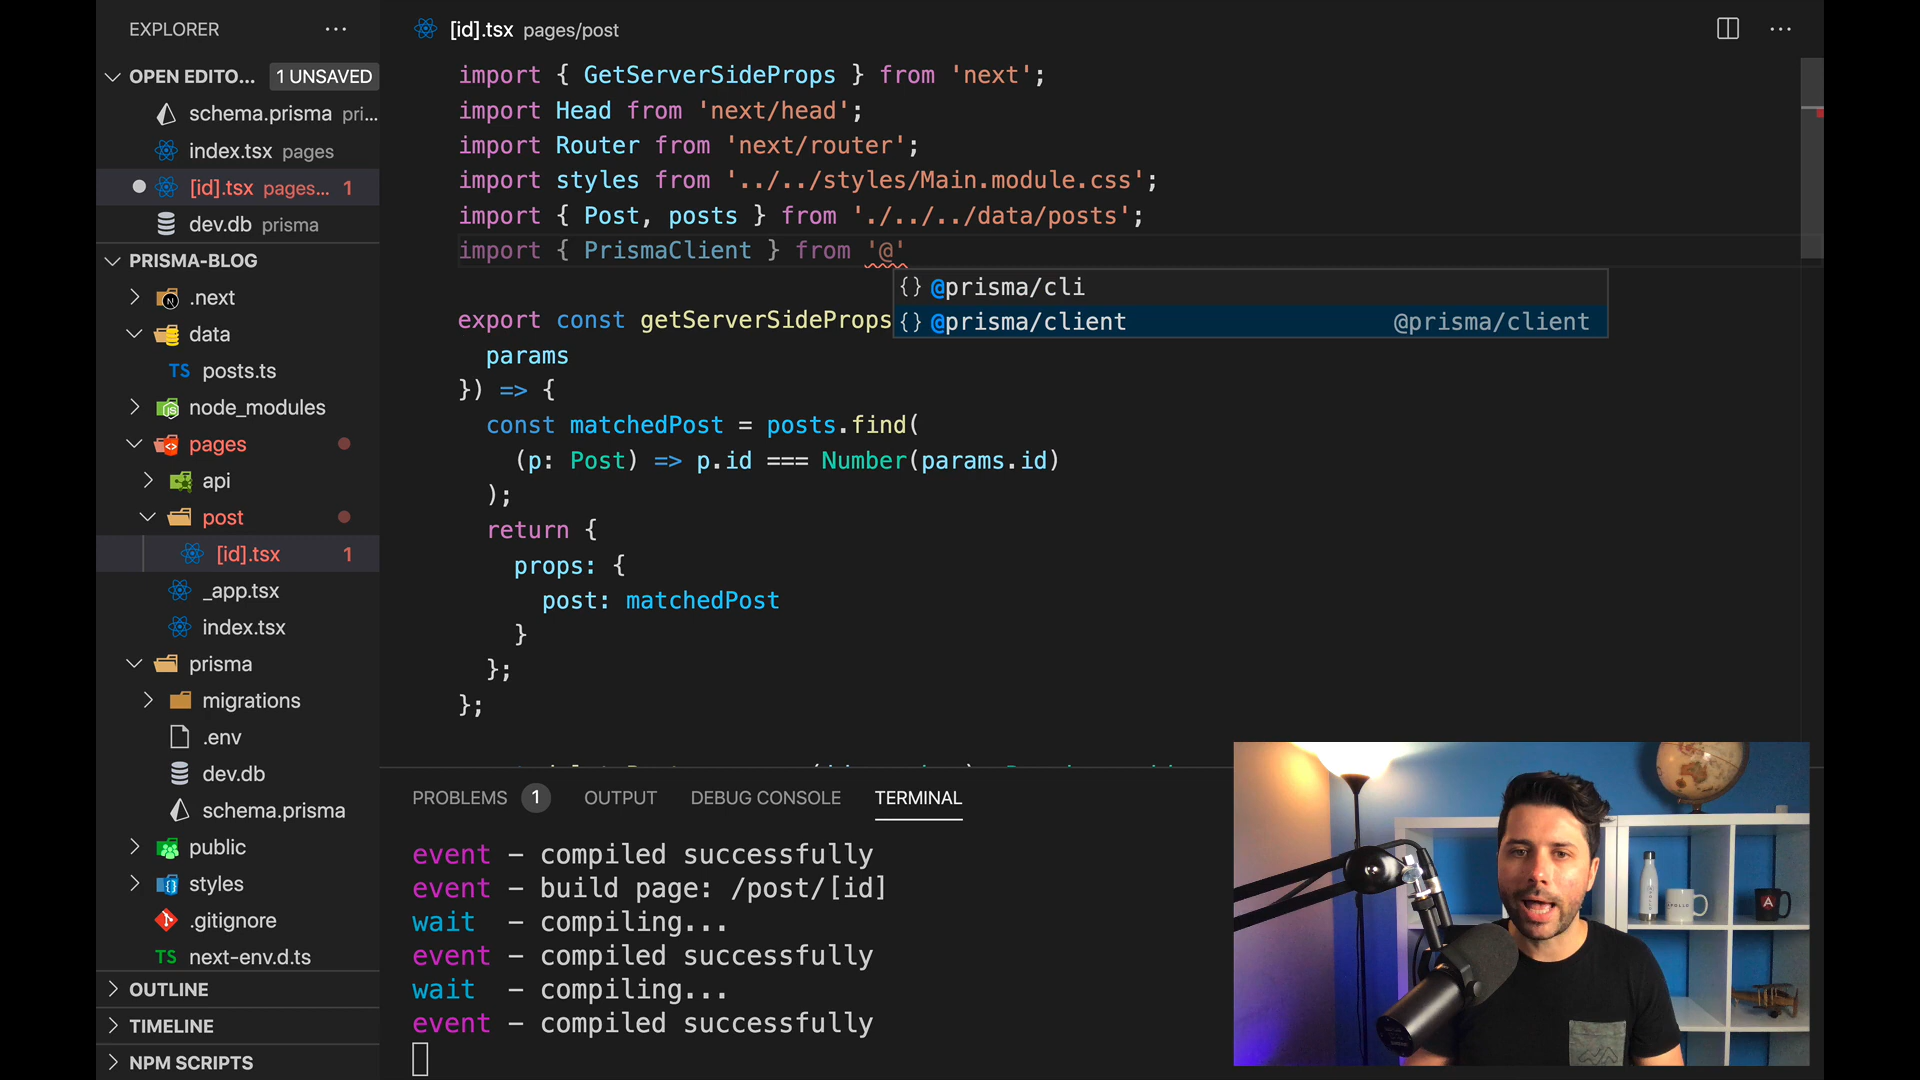 EXPLORER
OPEN EDITO... 1 UNSAVED
schema.prisma pri...
index.tsx pages
[id].tsx pages... 1
dev.db prisma
PRISMA-BLOG
.next
data
TS posts.ts
node_modules
pages
api
post
[id].tsx 1
_app.tsx
index.tsx
prisma
migrations
.env
dev.db
schema.prisma
public
styles
.gitignore
TS next-env.d.ts
OUTLINE
TIMELINE
NPM SCRIPTS
[id].tsx pages/post
import { GetServerSideProps } from 'next';
import Head from 'next/head';
import Router from 'next/router';
import styles from '../../styles/Main.module.css';
import { Post, posts } from './../../data/posts';
import { PrismaClient } from '@'
{} @prisma/cli
{} @prisma/client @prisma/client
export const getServerSideProps
params
}) => {
const matchedPost = posts.find(
(p: Post) => p.id === Number(params.id)
);
return {
props: {
post: matchedPost
}
};
};
PROBLEMS 1 OUTPUT DEBUG CONSOLE TERMINAL
event – compiled successfully
event – build page: /post/[id]
wait – compiling...
event – compiled successfully
wait – compiling...
event – compiled successfully